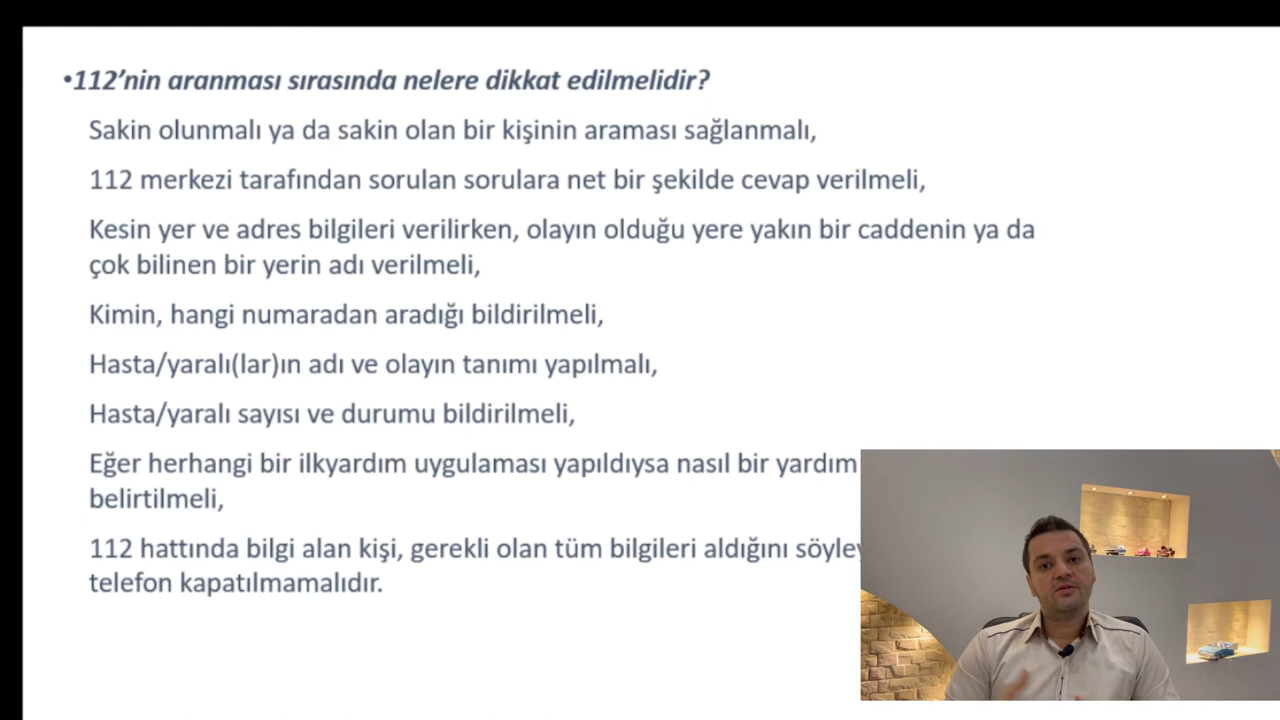 •112’nin aranması sırasında nelere dikkat edilmelidir?
Sakin olunmalı ya da sakin olan bir kişinin araması sağlanmalı,
112 merkezi tarafından sorulan sorulara net bir şekilde cevap verilmeli,
Kesin yer ve adres bilgileri verilirken, olayın olduğu yere yakın bir caddenin ya da
çok bilinen bir yerin adı verilmeli,
Kimin, hangi numaradan aradığı bildirilmeli,
Hasta/yaralı(lar)ın adı ve olayın tanımı yapılmalı,
Hasta/yaralı sayısı ve durumu bildirilmeli,
Eğer herhangi bir ilkyardım uygulaması yapıldıysa nasıl bir yardım
belirtilmeli,
112 hattında bilgi alan kişi, gerekli olan tüm bilgileri aldığını
telefon kapatılmamalıdır.